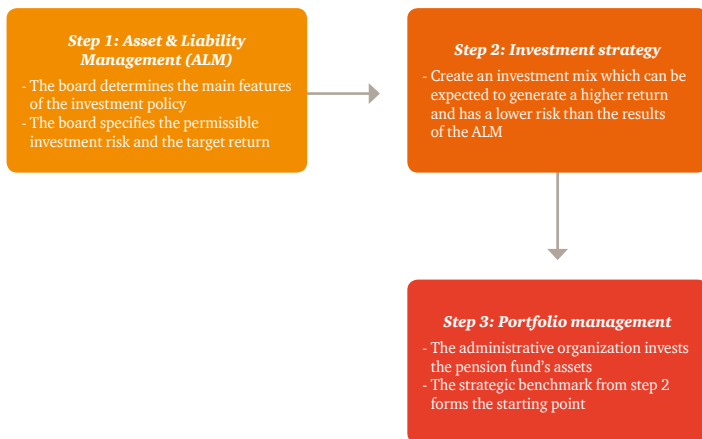 Step 1: Asset & Liability
Management (ALM)
- The board determines the main features
of the investment policy
- The board specifies the permissible
investment risk and the target return
Step 2: Investment strategy
- Create an investment mix which can be
expected to generate a higher return
and has a lower risk than the results
of the ALM
Step 3: Portfolio management
- The administrative organization invests
the pension fund's assets
- The strategic benchmark from step 2
forms the starting point